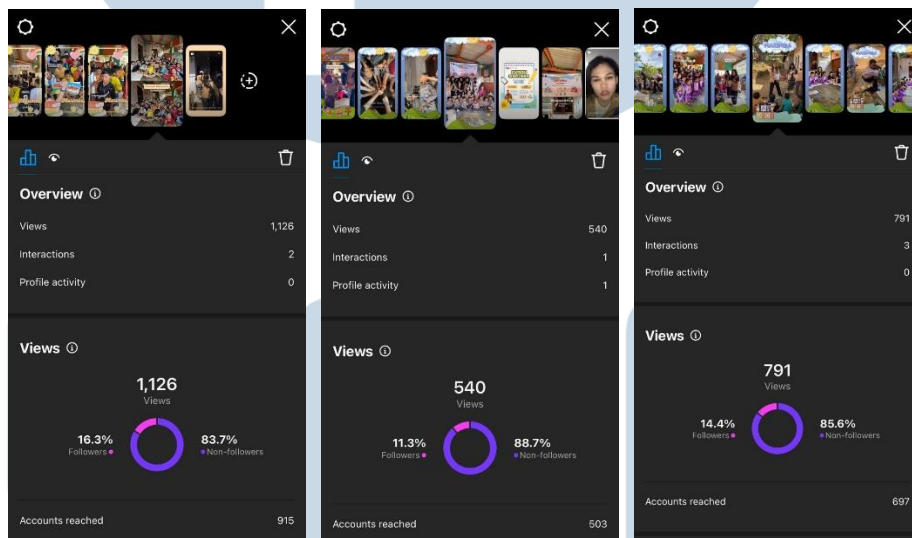 Overview
Views 1,126
Interactions 2
Profile activity 0
Views
1,126
Views
16.3% 83.7%
Followers Non-followers
Accounts reached 915
Overview
Views 540
Interactions 1
Profile activity 1
Views
540
Views
11.3% 88.7%
Followers Non-followers
Accounts reached 503
Overview
Views 791
Interactions 3
Profile activity 0
Views
791
Views
14.4% 85.6%
Followers Non-followers
Accounts reached 697